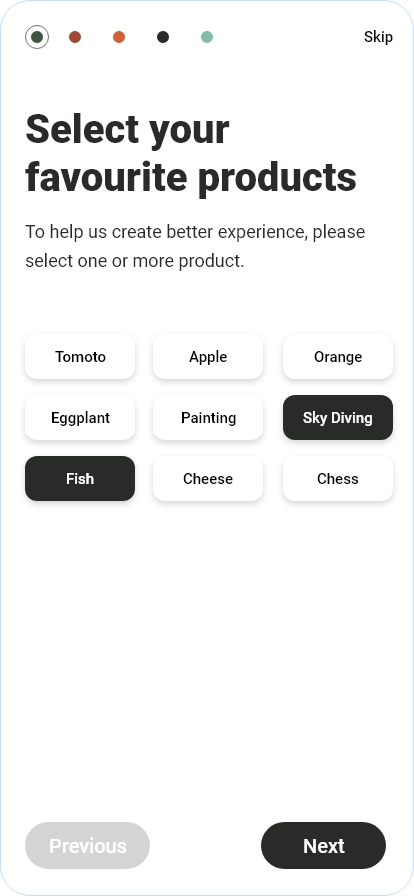 Skip
Select your
favourite products
To help us create better experience, please
select one or more product.
Tomoto
Apple
Orange
Eggplant
Painting
Sky Diving
Fish
Cheese
Chess
Previous
Next